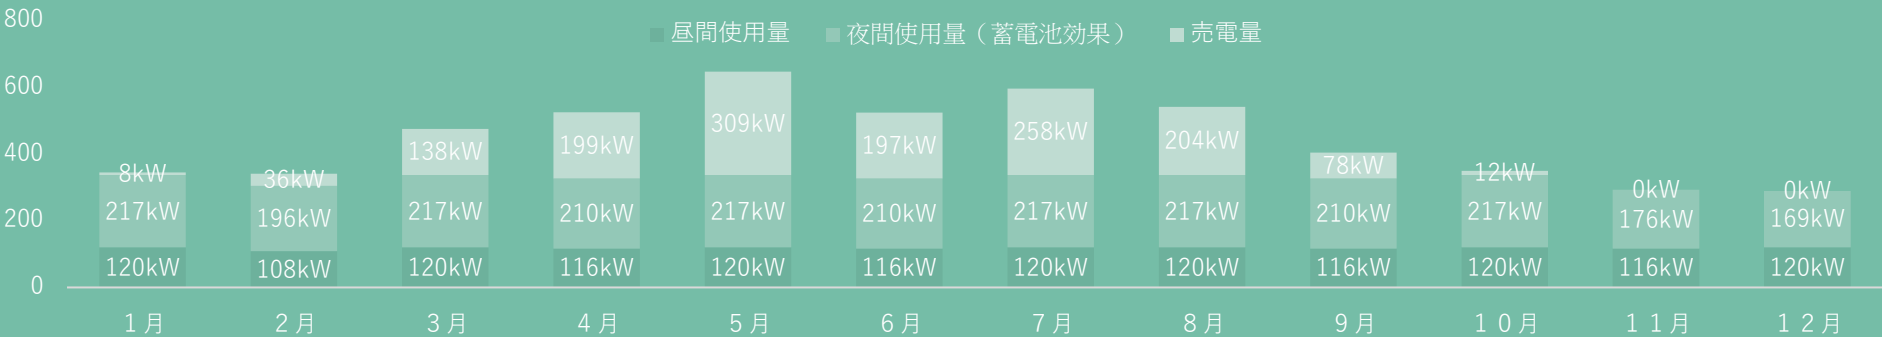 800
昼間使用量 夜間使用量（蓄電池効果） 売電量
600
400
200
0
8kW 36kW 138kW 199kW 309kW 197kW 258kW 204kW 78kW 12kW 0kW 0kW
217kW 196kW 217kW 210kW 217kW 210kW 217kW 217kW 210kW 217kW 176kW 169kW
120kW 108kW 120kW 116kW 120kW 116kW 120kW 120kW 116kW 120kW 116kW 120kW
１月 ２月 ３月 ４月 ５月 ６月 ７月 ８月 ９月 １０月 １１月 １２月